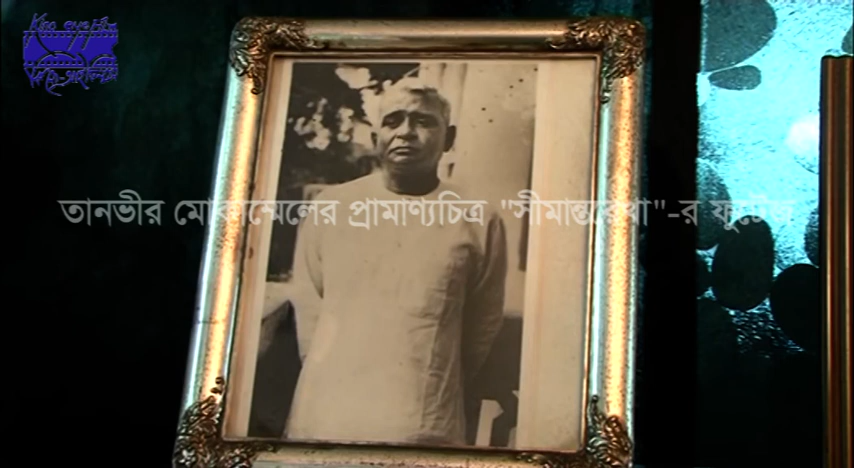 তানভীর মোকাম্মেলের প্রামাণ্যচিত্র "সীমান্তরেখা"-র ফুটেজ